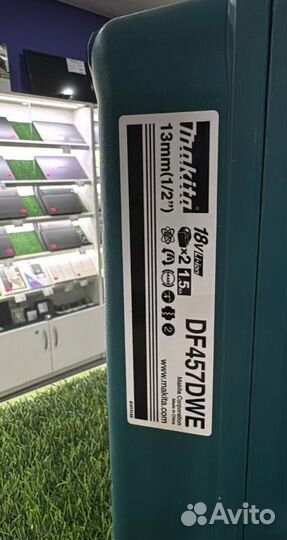 makita
13mm(1/2")
18V Li-ion
×2 1.5Ah
2
DF457DWE
Makita Corporation
Made in China
www.makita.com
Avito